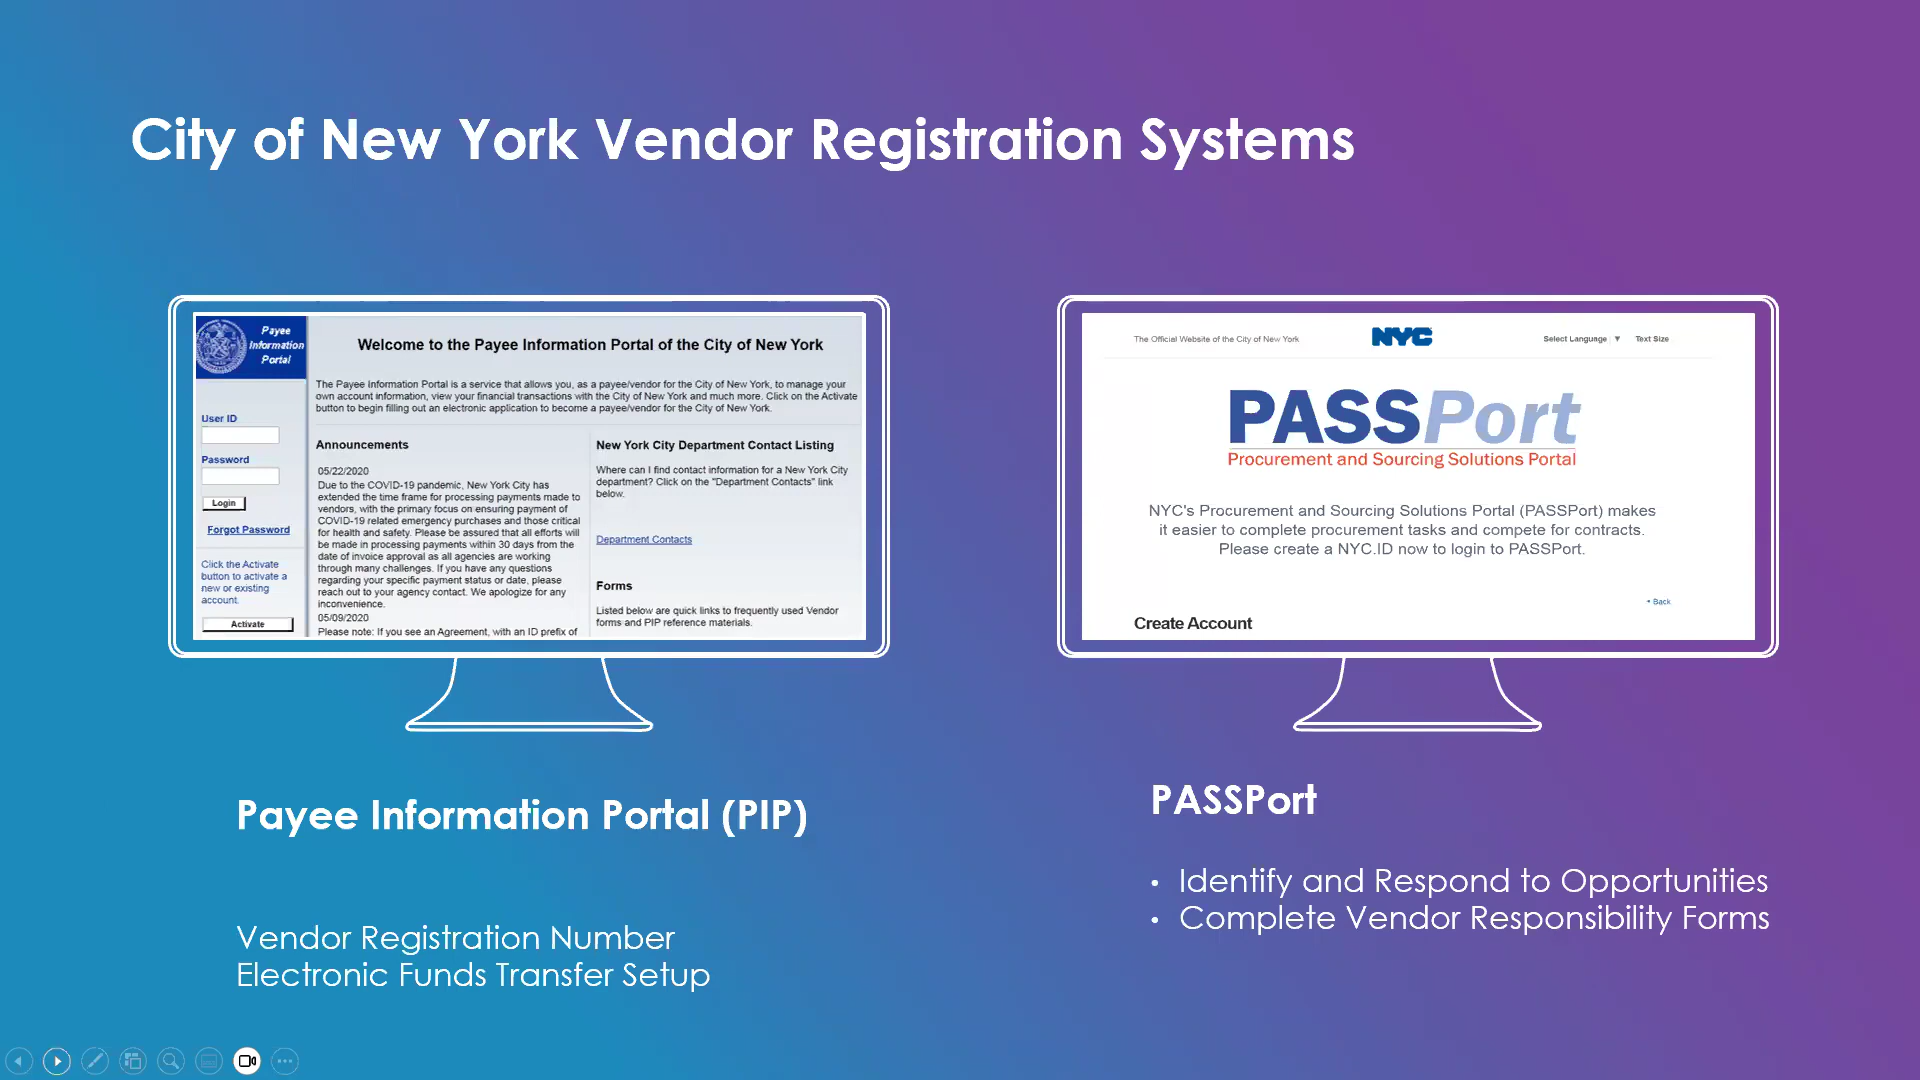 City of New York Vendor Registration Systems
Payee
Information
Portal
User ID
Password
Login
Forgot Password
Click the Activate
button to activate a
new or existing
account.
Activate
Welcome to the Payee Information Portal of the City of New York
The Payee Information Portal is a service that allows you, as a payee/vendor for the City of New York, to manage your
own account information, view your financial transactions with the City of New York and much more. Click on the Activate
button to begin filling out an electronic application to become a payee/vendor for the City of New York.
Announcements
05/22/2020
Due to the COVID-19 pandemic, New York City has
extended the time frame for processing payments made to
vendors, with the primary focus on ensuring payment of
COVID-19 related emergency purchases and those critical
for health and safety. Please be assured that all efforts will
be made in processing payments within 30 days from the
date of invoice approval as all agencies are working
through many challenges. If you have any questions
regarding your specific payment status or date, please
reach out to your agency contact. We apologize for any
inconvenience.
05/09/2020
Please note: If you see an Agreement, with an ID prefix of
New York City Department Contact Listing
Where can I find contact information for a New York City
department? Click on the "Department Contacts" link
below.
Department Contacts
Forms
Listed below are quick links to frequently used Vendor
forms and PIP reference materials.
The Official Website of the City of New York
NYC
Select Language ▼
Text Size
PASSPort
Procurement and Sourcing Solutions Portal
NYC's Procurement and Sourcing Solutions Portal (PASSPort) makes
it easier to complete procurement tasks and compete for contracts.
Please create a NYC.ID now to login to PASSPort.
Back
Create Account
Payee Information Portal (PIP)
Vendor Registration Number
Electronic Funds Transfer Setup
PASSPort
• Identify and Respond to Opportunities
• Complete Vendor Responsibility Forms